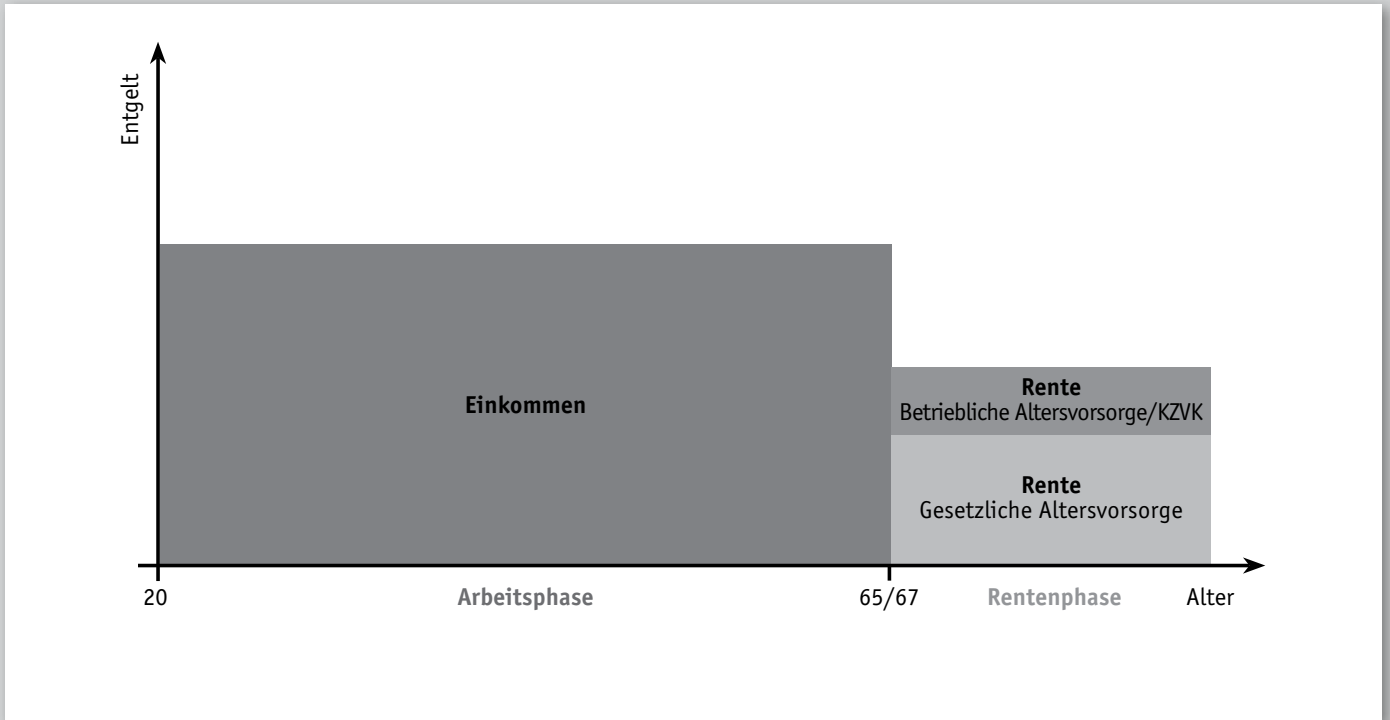 Entgelt
Einkommen
Rente
Betriebliche Altersvorsorge/KZVK
Rente
Gesetzliche Altersvorsorge
20 Arbeitsphase 65/67 Rentenphase Alter